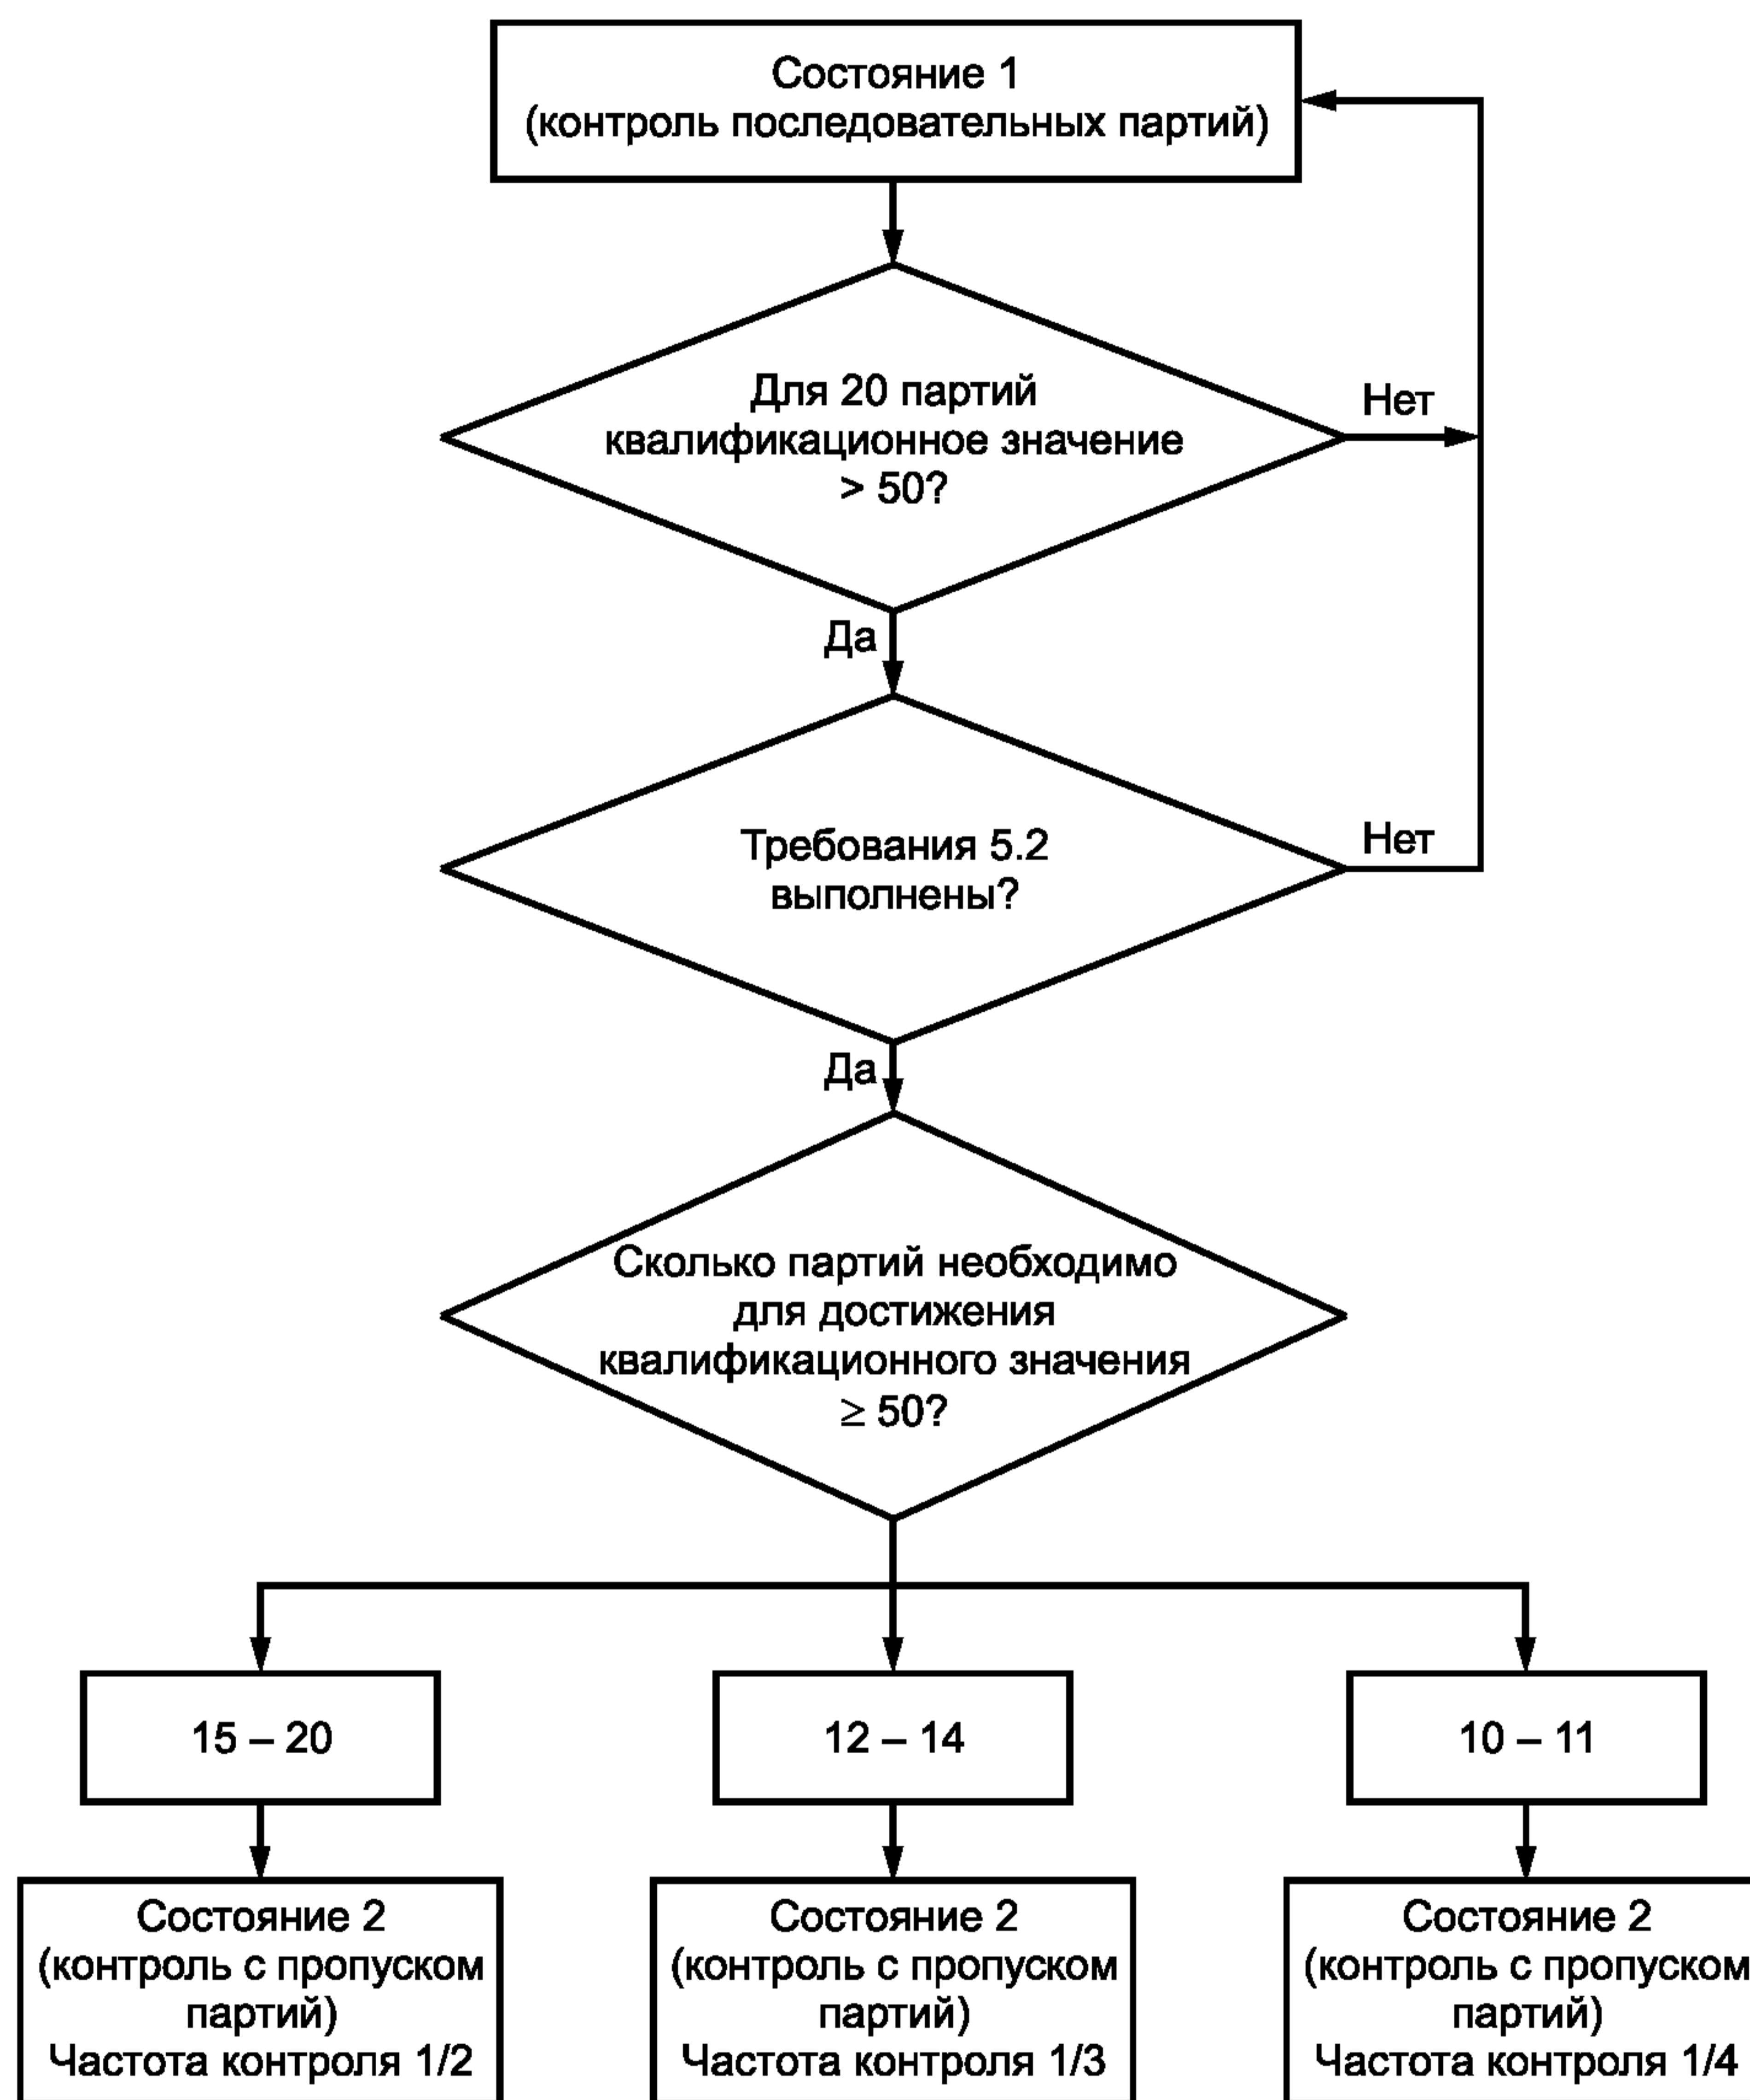 Состояние 1
(контроль последовательных партий)
Для 20 партий
квалификационное значение
> 50?
Нет
Да
Требования 5.2
выполнены?
Нет
Да
Сколько партий необходимо
для достижения
квалификационного значения
≥ 50?
15 – 20
12 – 14
10 – 11
Состояние 2
(контроль с пропуском
партий)
Частота контроля 1/2
Состояние 2
(контроль с пропуском
партий)
Частота контроля 1/3
Состояние 2
(контроль с пропуском
партий)
Частота контроля 1/4